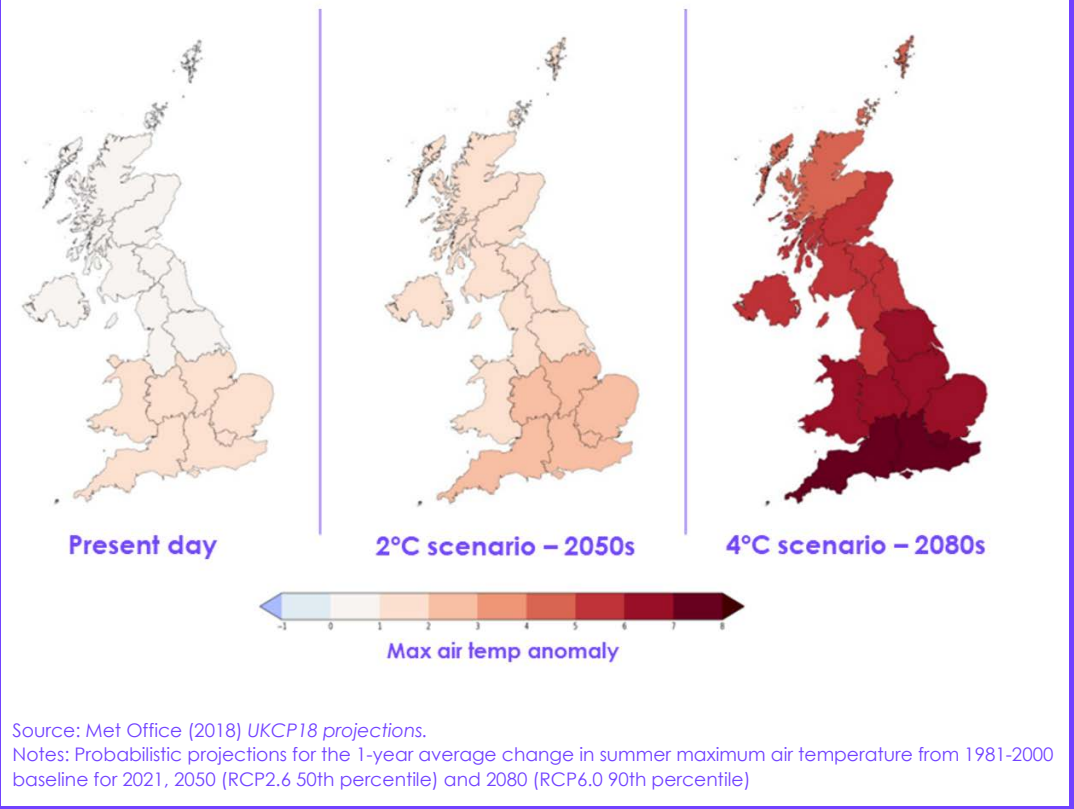 Present day
2°C scenario – 2050s
4°C scenario – 2080s
-1 0 1 2 3 4 5 6 7 8
Max air temp anomaly
Source: Met Office (2018) UKCP18 projections.
Notes: Probabilistic projections for the 1-year average change in summer maximum air temperature from 1981-2000
baseline for 2021, 2050 (RCP2.6 50th percentile) and 2080 (RCP6.0 90th percentile)